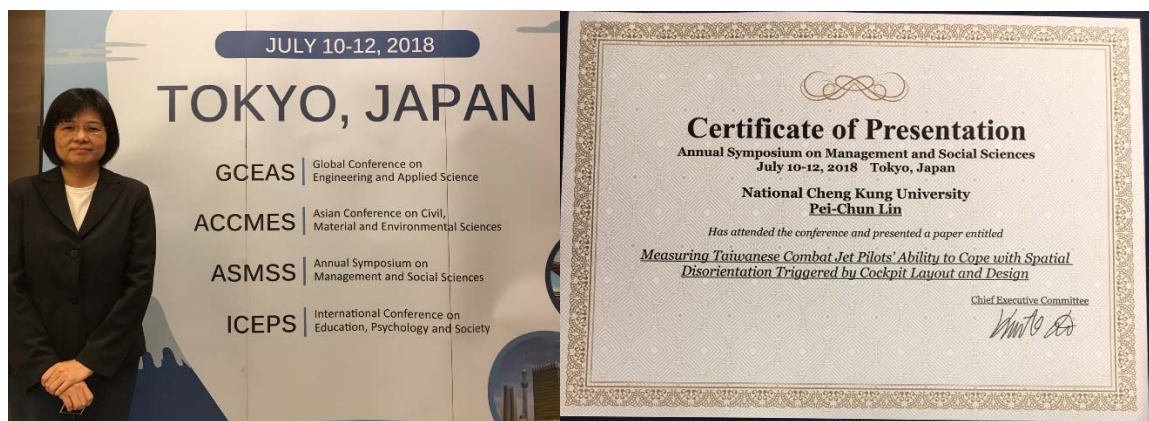 JULY 10-12, 2018
TOKYO, JAPAN
GCEAS
Global Conference on
Engineering and Applied Science
ACCMES
Asian Conference on Civil,
Material and Environmental Sciences
ASMSS
Annual Symposium on
Management and Social Sciences
ICEPS
International Conference on
Education, Psychology and Society
Certificate of Presentation
Annual Symposium on Management and Social Sciences
July 10-12, 2018 Tokyo, Japan
National Cheng Kung University
Pei-Chun Lin
Has attended the conference and presented a paper entitled
Measuring Taiwanese Combat Jet Pilots' Ability to Cope with Spatial
Disorientation Triggered by Cockpit Layout and Design
Chief Executive Committee